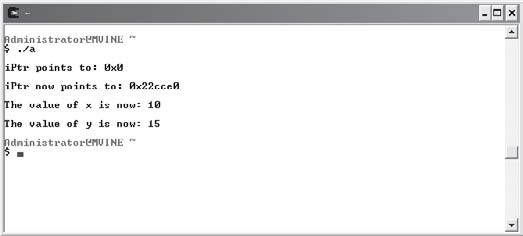 ~
Administrator@MVINE ~
$ ./a
iPtr points to: 0x0
iPtr now points to: 0x22cce0
The value of x is now: 10
The value of y is now: 15
Administrator@MVINE ~
$